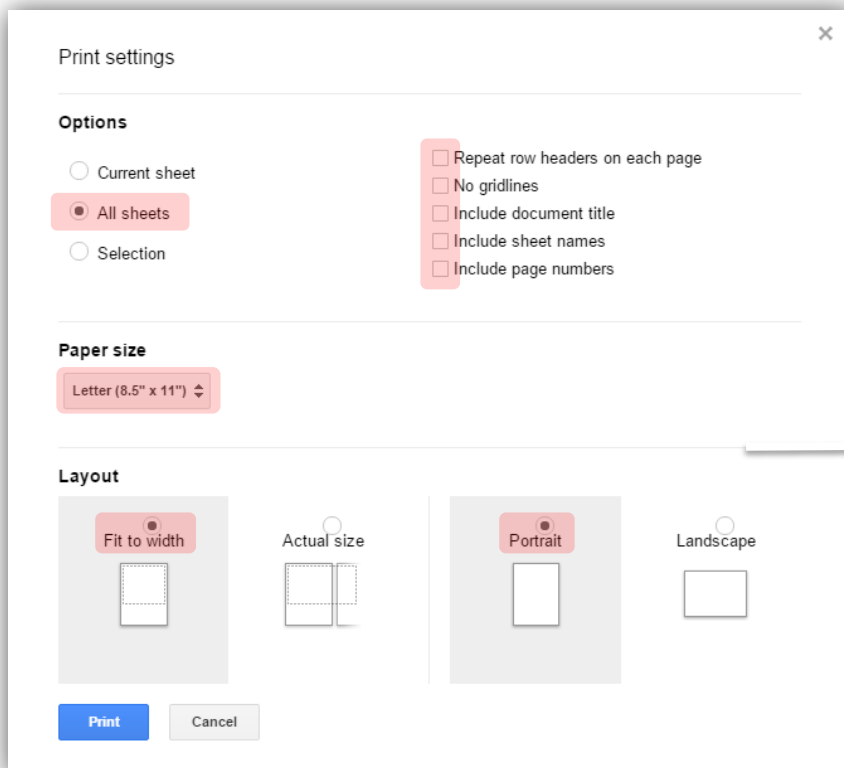 Print settings
Options
Current sheet
All sheets
Selection
Repeat row headers on each page
No gridlines
Include document title
Include sheet names
Include page numbers
Paper size
Letter (8.5" x 11")
Layout
Fit to width
Actual size
Portrait
Landscape
Print
Cancel